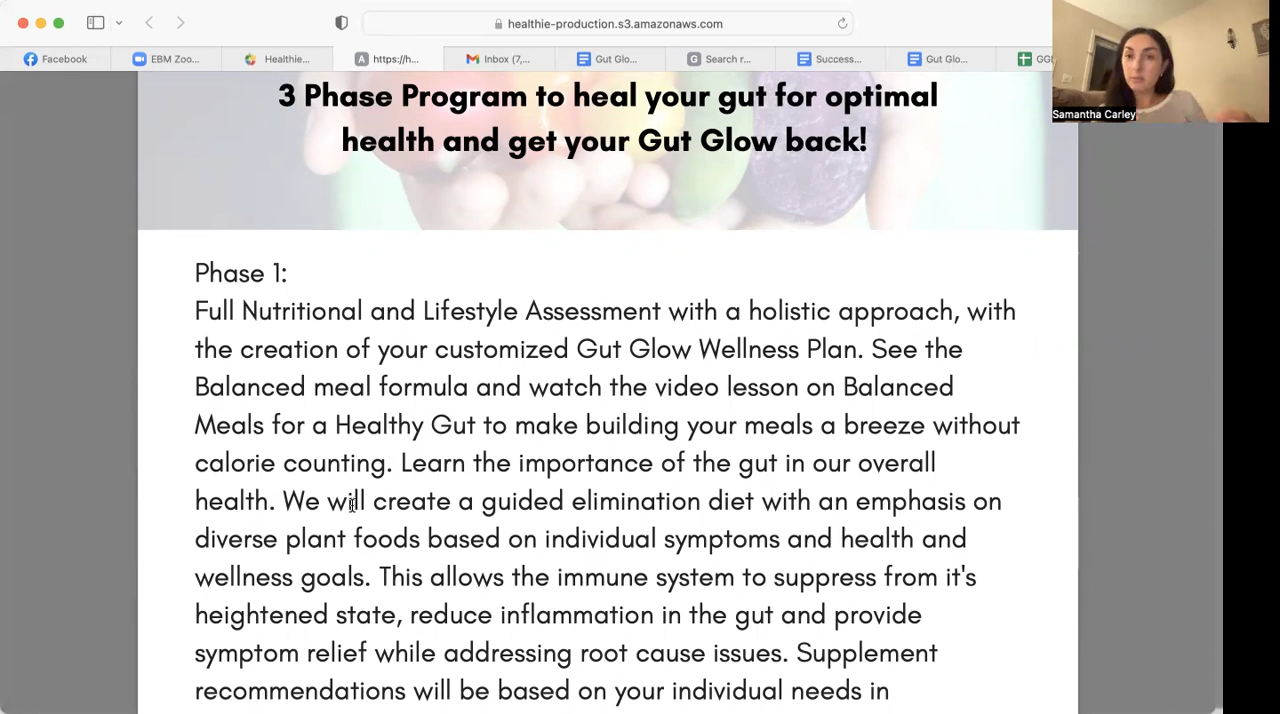 healthie-production.s3.amazonaws.com
Facebook
EBM Zoo...
Healthie...
https://h...
Inbox (7,...
Gut Glo...
Search r...
Success...
Gut Glo...
Samantha Carley
3 Phase Program to heal your gut for optimal
health and get your Gut Glow back!
Phase 1:
Full Nutritional and Lifestyle Assessment with a holistic approach, with
the creation of your customized Gut Glow Wellness Plan. See the
Balanced meal formula and watch the video lesson on Balanced
Meals for a Healthy Gut to make building your meals a breeze without
calorie counting. Learn the importance of the gut in our overall
health. We will create a guided elimination diet with an emphasis on
diverse plant foods based on individual symptoms and health and
wellness goals. This allows the immune system to suppress from it's
heightened state, reduce inflammation in the gut and provide
symptom relief while addressing root cause issues. Supplement
recommendations will be based on your individual needs in